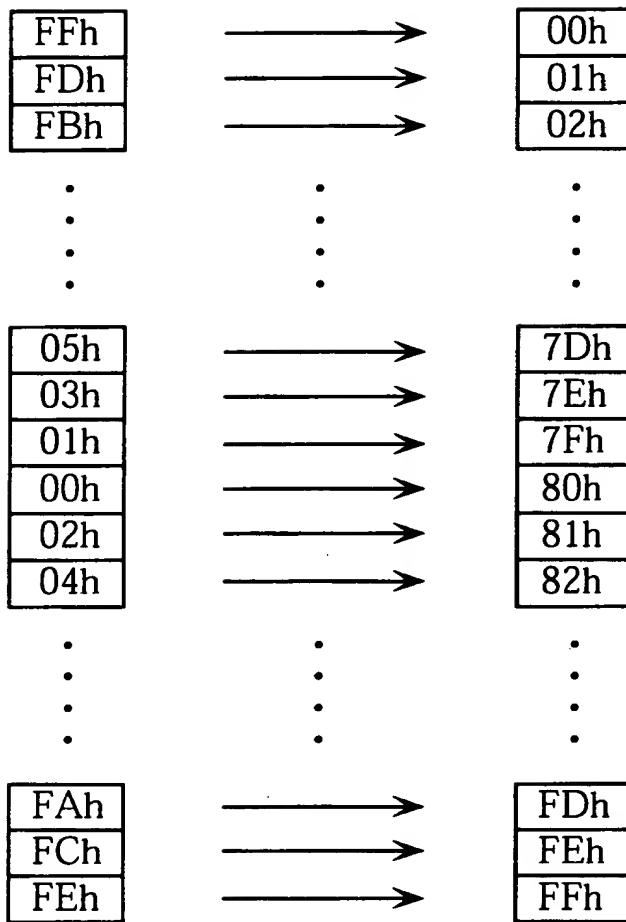 FFh 00h
FDh 01h
FBh 02h
05h 7Dh
03h 7Eh
01h 7Fh
00h 80h
02h 81h
04h 82h
FAh FDh
FCh FEh
FEh FFh